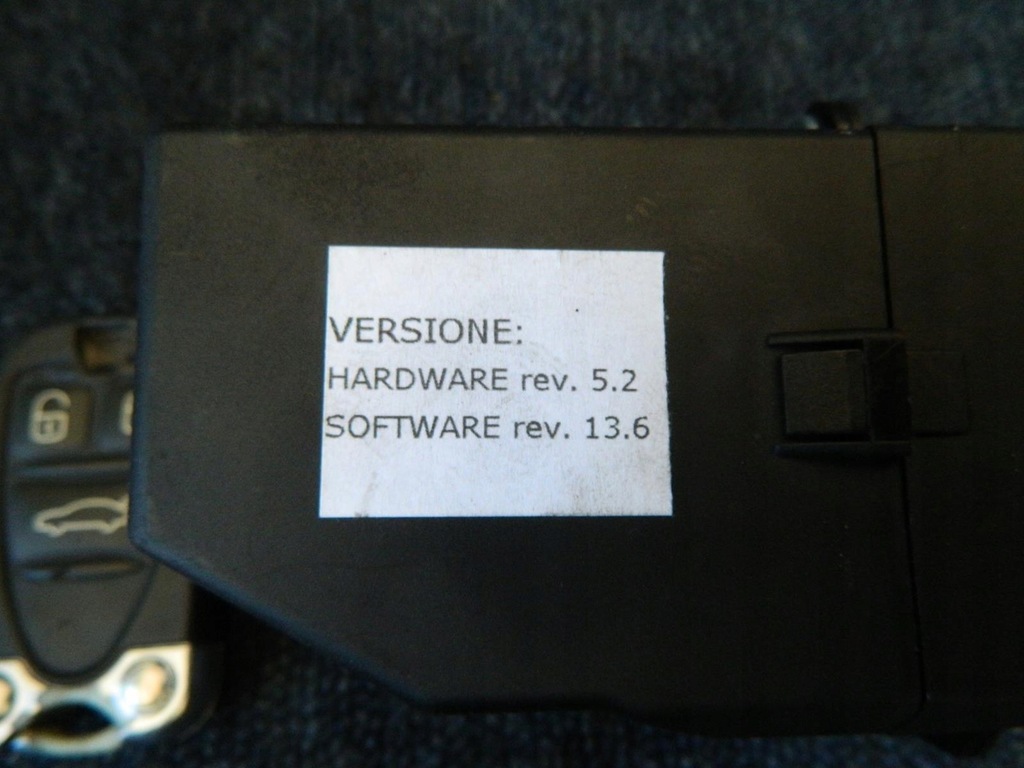 VERSIONE:
HARDWARE rev. 5.2
SOFTWARE rev. 13.6